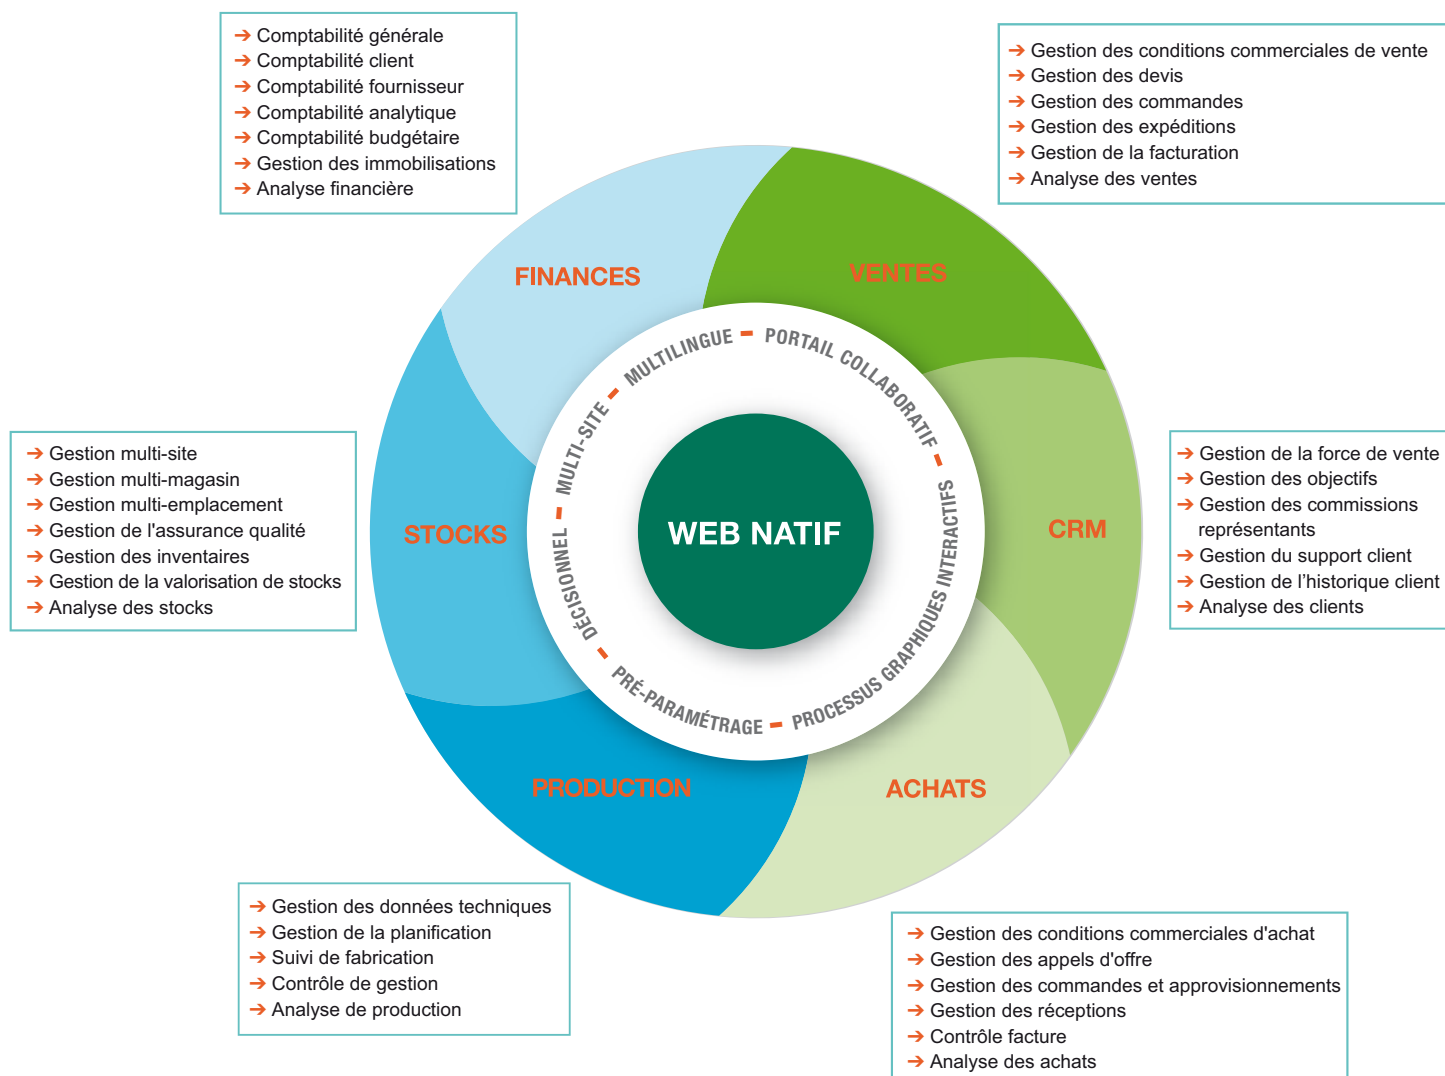 ➔ Comptabilité générale
➔ Comptabilité client
➔ Comptabilité fournisseur
➔ Comptabilité analytique
➔ Comptabilité budgétaire
➔ Gestion des immobilisations
➔ Analyse financière
➔ Gestion des conditions commerciales de vente
➔ Gestion des devis
➔ Gestion des commandes
➔ Gestion des expéditions
➔ Gestion de la facturation
➔ Analyse des ventes
FINANCES
VENTES
MULTI-SITE - MULTILINGUE - PORTAIL COLLABORATIF - PROCESSUS GRAPHIQUES INTERACTIFS - PRÉ-PARAMÉTRAGE - DÉCISIONNEL -
WEB NATIF
STOCKS
CRM
➔ Gestion multi-site
➔ Gestion multi-magasin
➔ Gestion multi-emplacement
➔ Gestion de l'assurance qualité
➔ Gestion des inventaires
➔ Gestion de la valorisation de stocks
➔ Analyse des stocks
➔ Gestion de la force de vente
➔ Gestion des objectifs
➔ Gestion des commissions
représentants
➔ Gestion du support client
➔ Gestion de l’historique client
➔ Analyse des clients
PRODUCTION
ACHATS
➔ Gestion des données techniques
➔ Gestion de la planification
➔ Suivi de fabrication
➔ Contrôle de gestion
➔ Analyse de production
➔ Gestion des conditions commerciales d'achat
➔ Gestion des appels d'offre
➔ Gestion des commandes et approvisionnements
➔ Gestion des réceptions
➔ Contrôle facture
➔ Analyse des achats